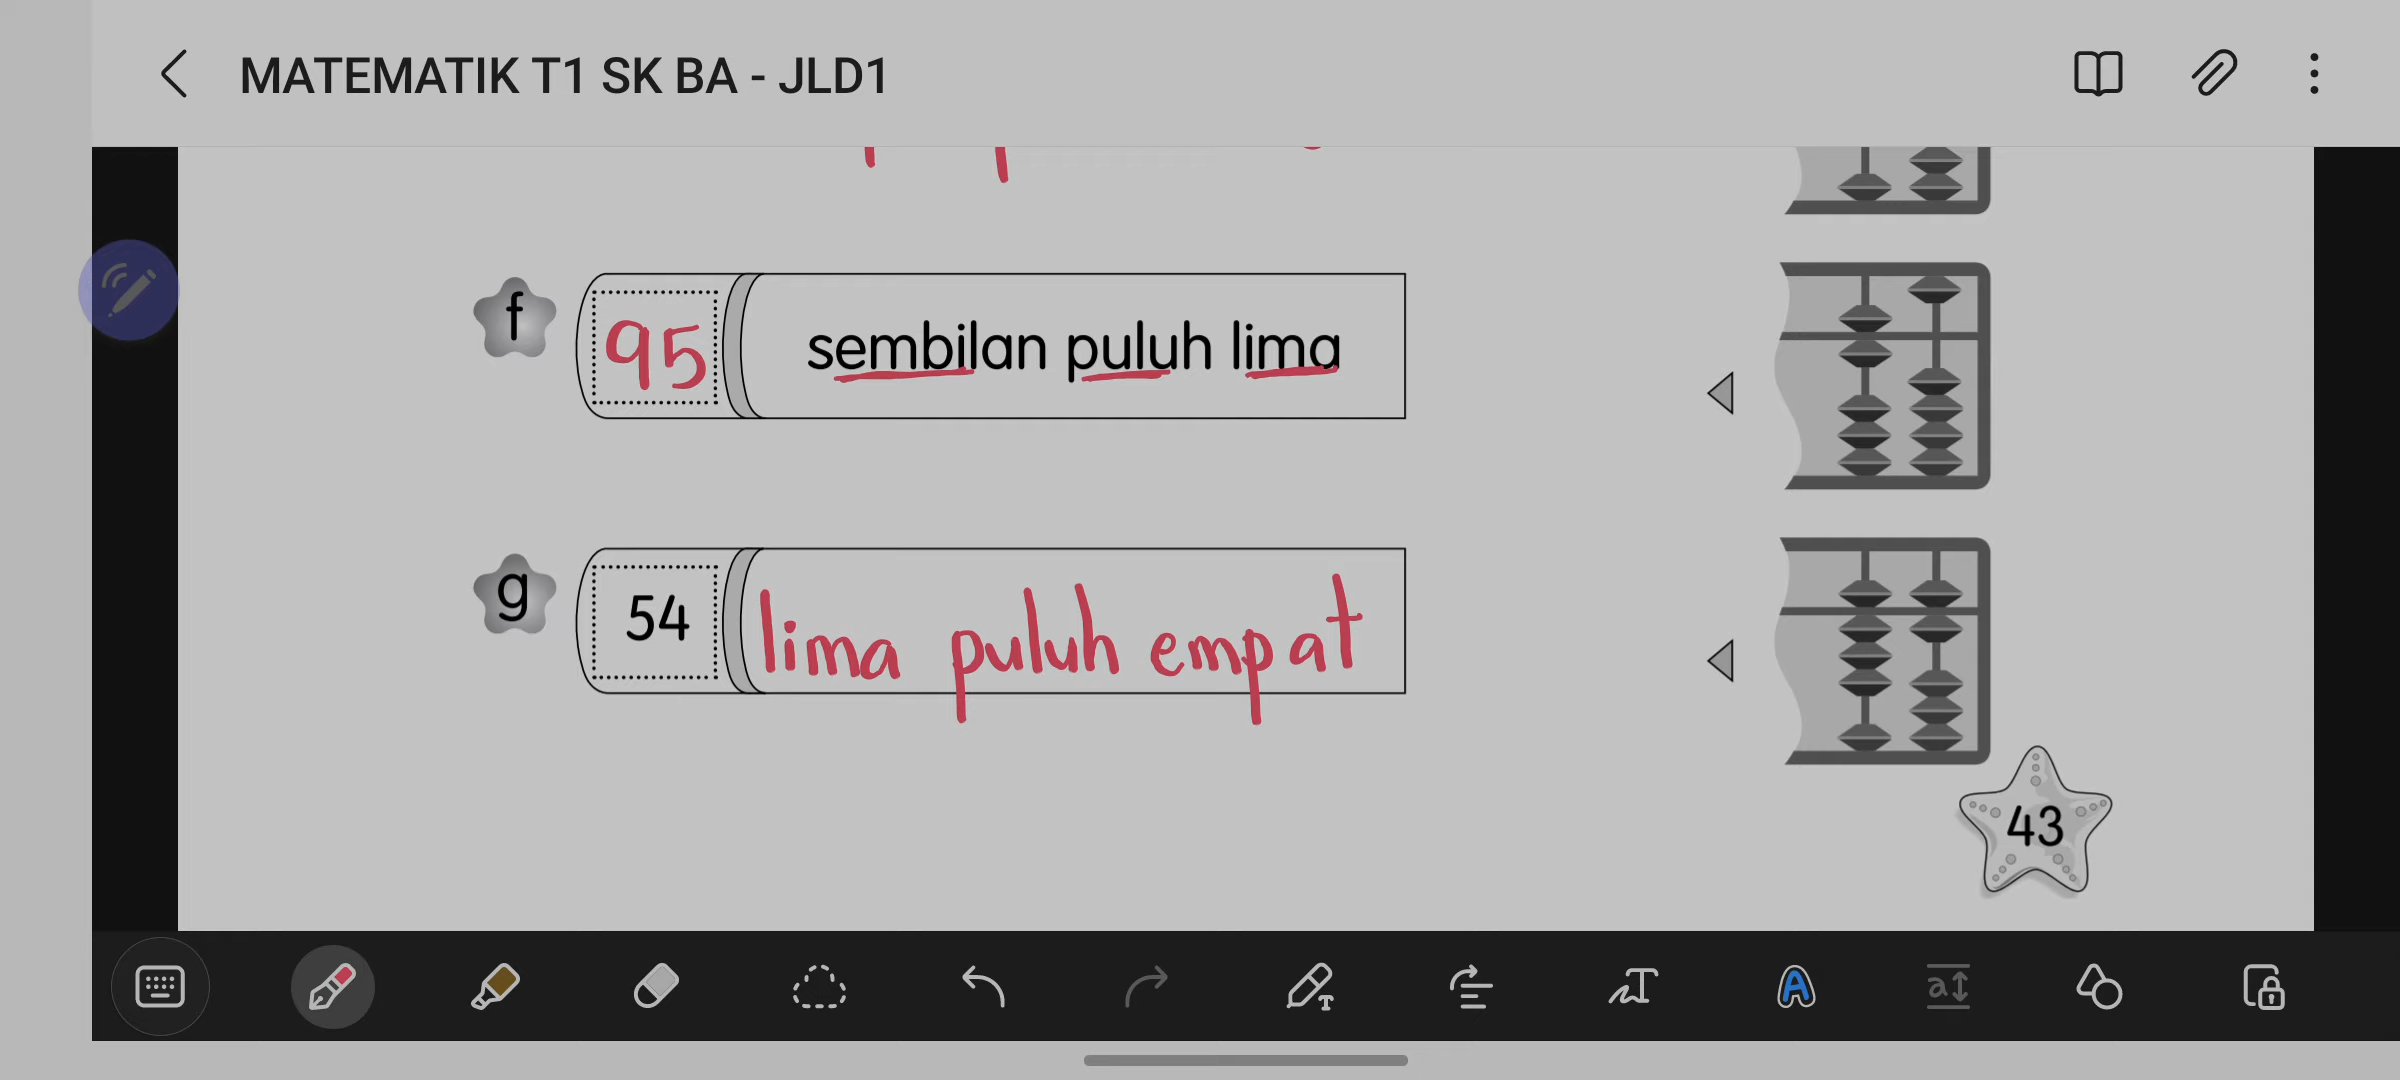 MATEMATIK T1 SK BA - JLD1
f
95
sembilan puluh lima
g
54
lima puluh empat
43